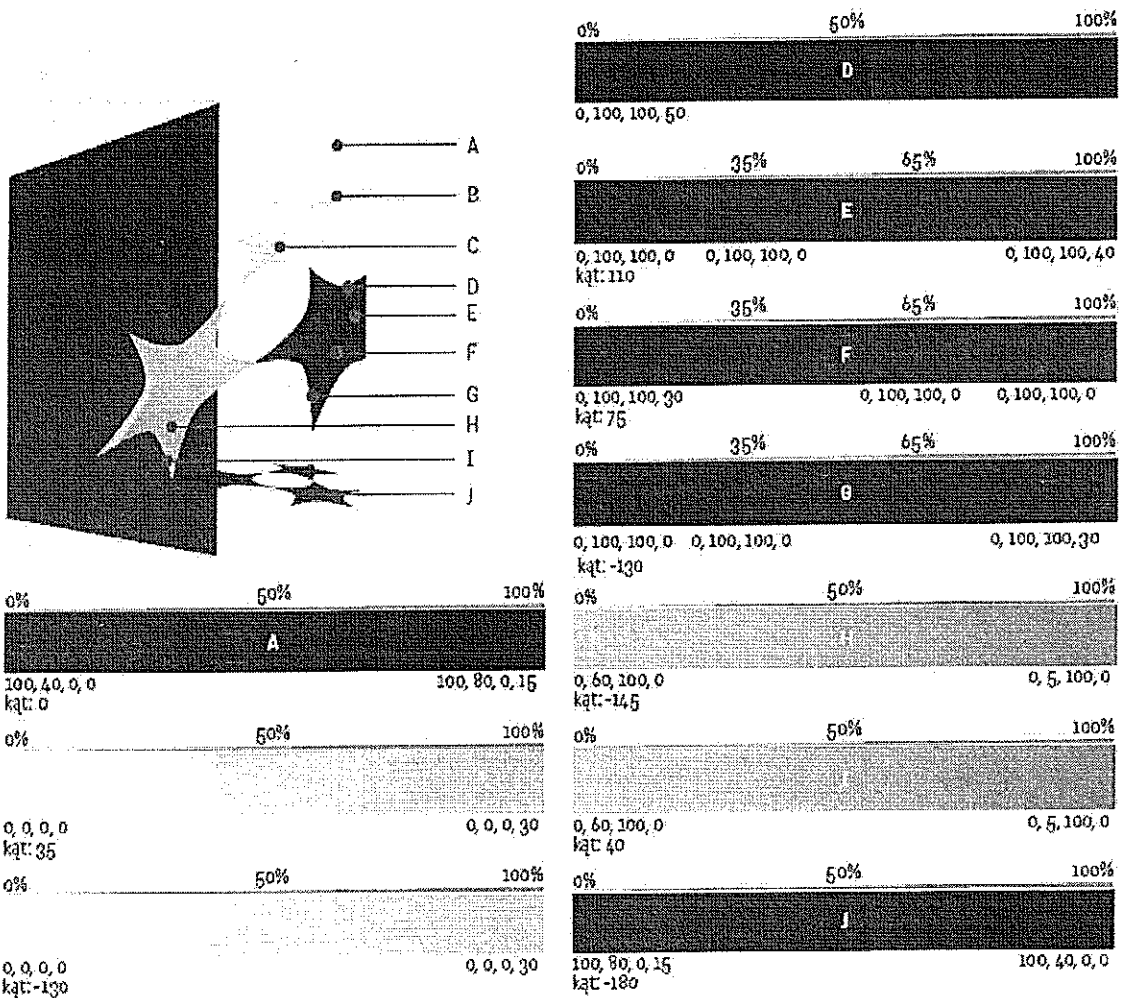 A
B
C
D
E
F
G
H
I
J
0% 50% 100%
A
100, 40, 0, 0 100, 80, 0, 15
kąt: 0
0% 50% 100%
0, 0, 0, 0 0, 0, 0, 30
kąt: 35
0% 50% 100%
0, 0, 0, 0 0, 0, 0, 30
kąt: -130
0% 50% 100%
D
0, 100, 100, 50
0% 35% 65% 100%
E
0, 100, 100, 0 0, 100, 100, 0 0, 100, 100, 40
kąt: 110
0% 35% 65% 100%
F
0, 100, 100, 30 0, 100, 100, 0 0, 100, 100, 0
kąt: 75
0% 35% 65% 100%
G
0, 100, 100, 0 0, 100, 100, 0 0, 100, 100, 30
kąt: -130
0% 50% 100%
H
0, 60, 100, 0 0, 5, 100, 0
kąt: -145
0% 50% 100%
I
0, 60, 100, 0 0, 5, 100, 0
kąt: 40
0% 50% 100%
J
100, 80, 0, 15 100, 40, 0, 0
kąt: -180